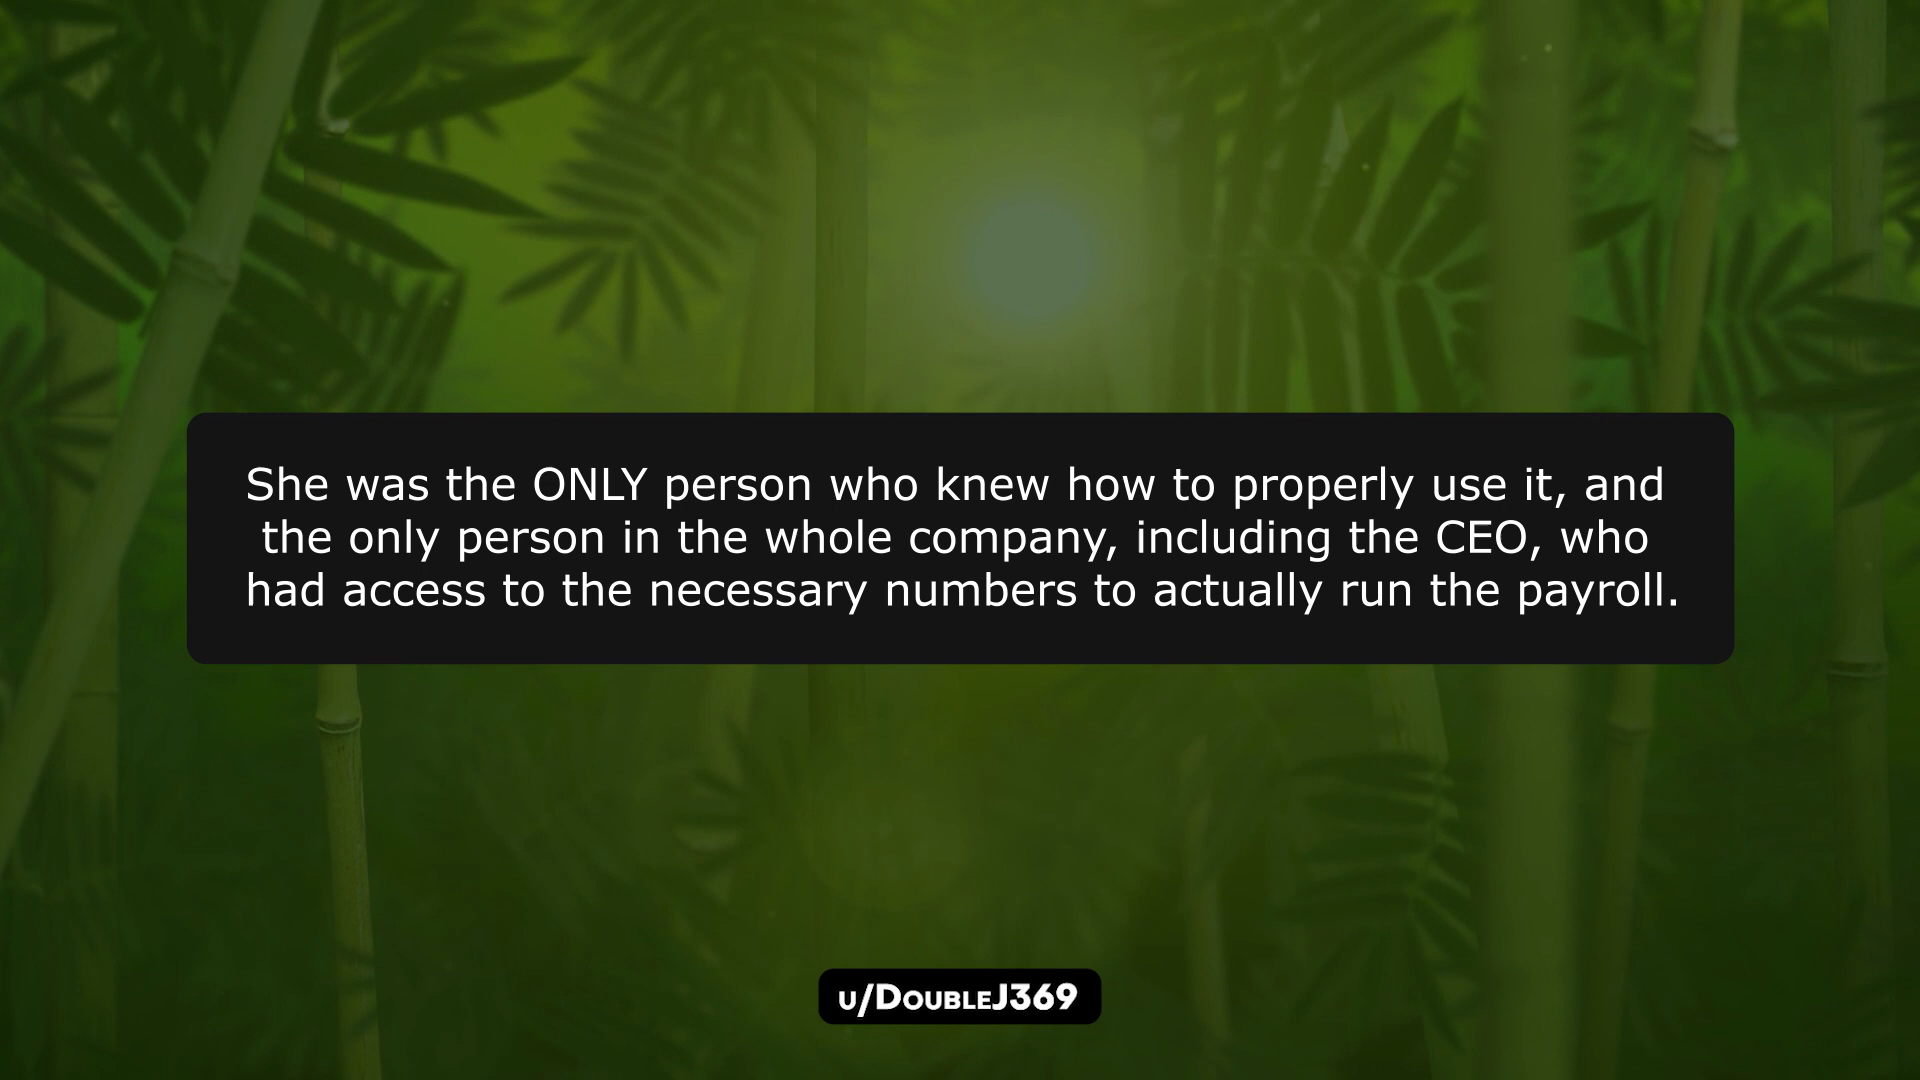 She was the ONLY person who knew how to properly use it, and
the only person in the whole company, including the CEO, who
had access to the necessary numbers to actually run the payroll.
u/DoubleJ369